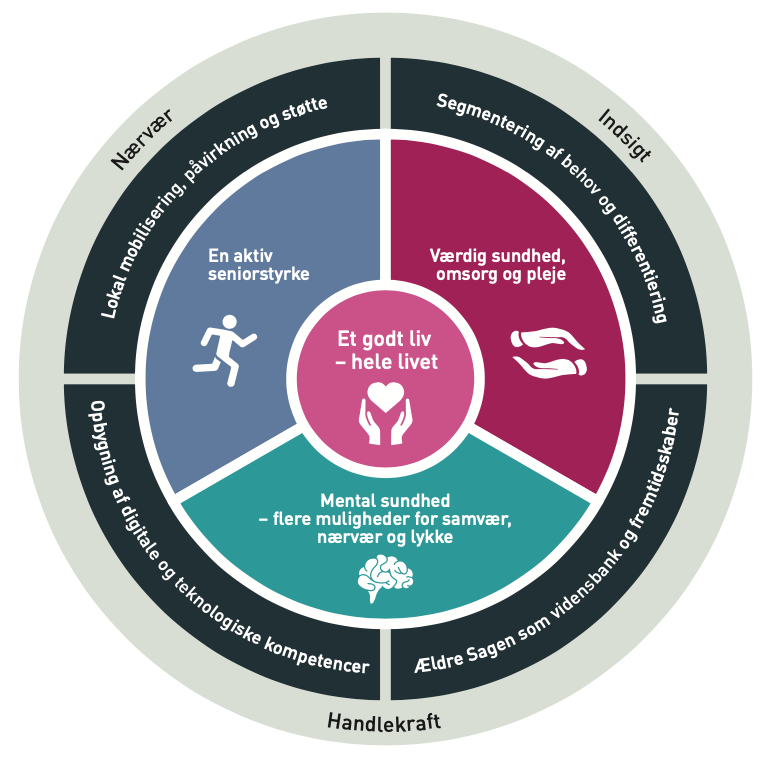 Nærvær
Indsigt
Lokal mobilisering, påvirkning og støtte
Segmentering af behov og differentiering
En aktiv
seniorstyrke
Værdig sundhed,
omsorg og pleje
Et godt liv
– hele livet
Mental sundhed
– flere muligheder for samvær,
nærvær og lykke
Opbygning af digitale og teknologiske kompetencer
Ældre Sagen som vidensbank og fremtidsskaber
Handlekraft